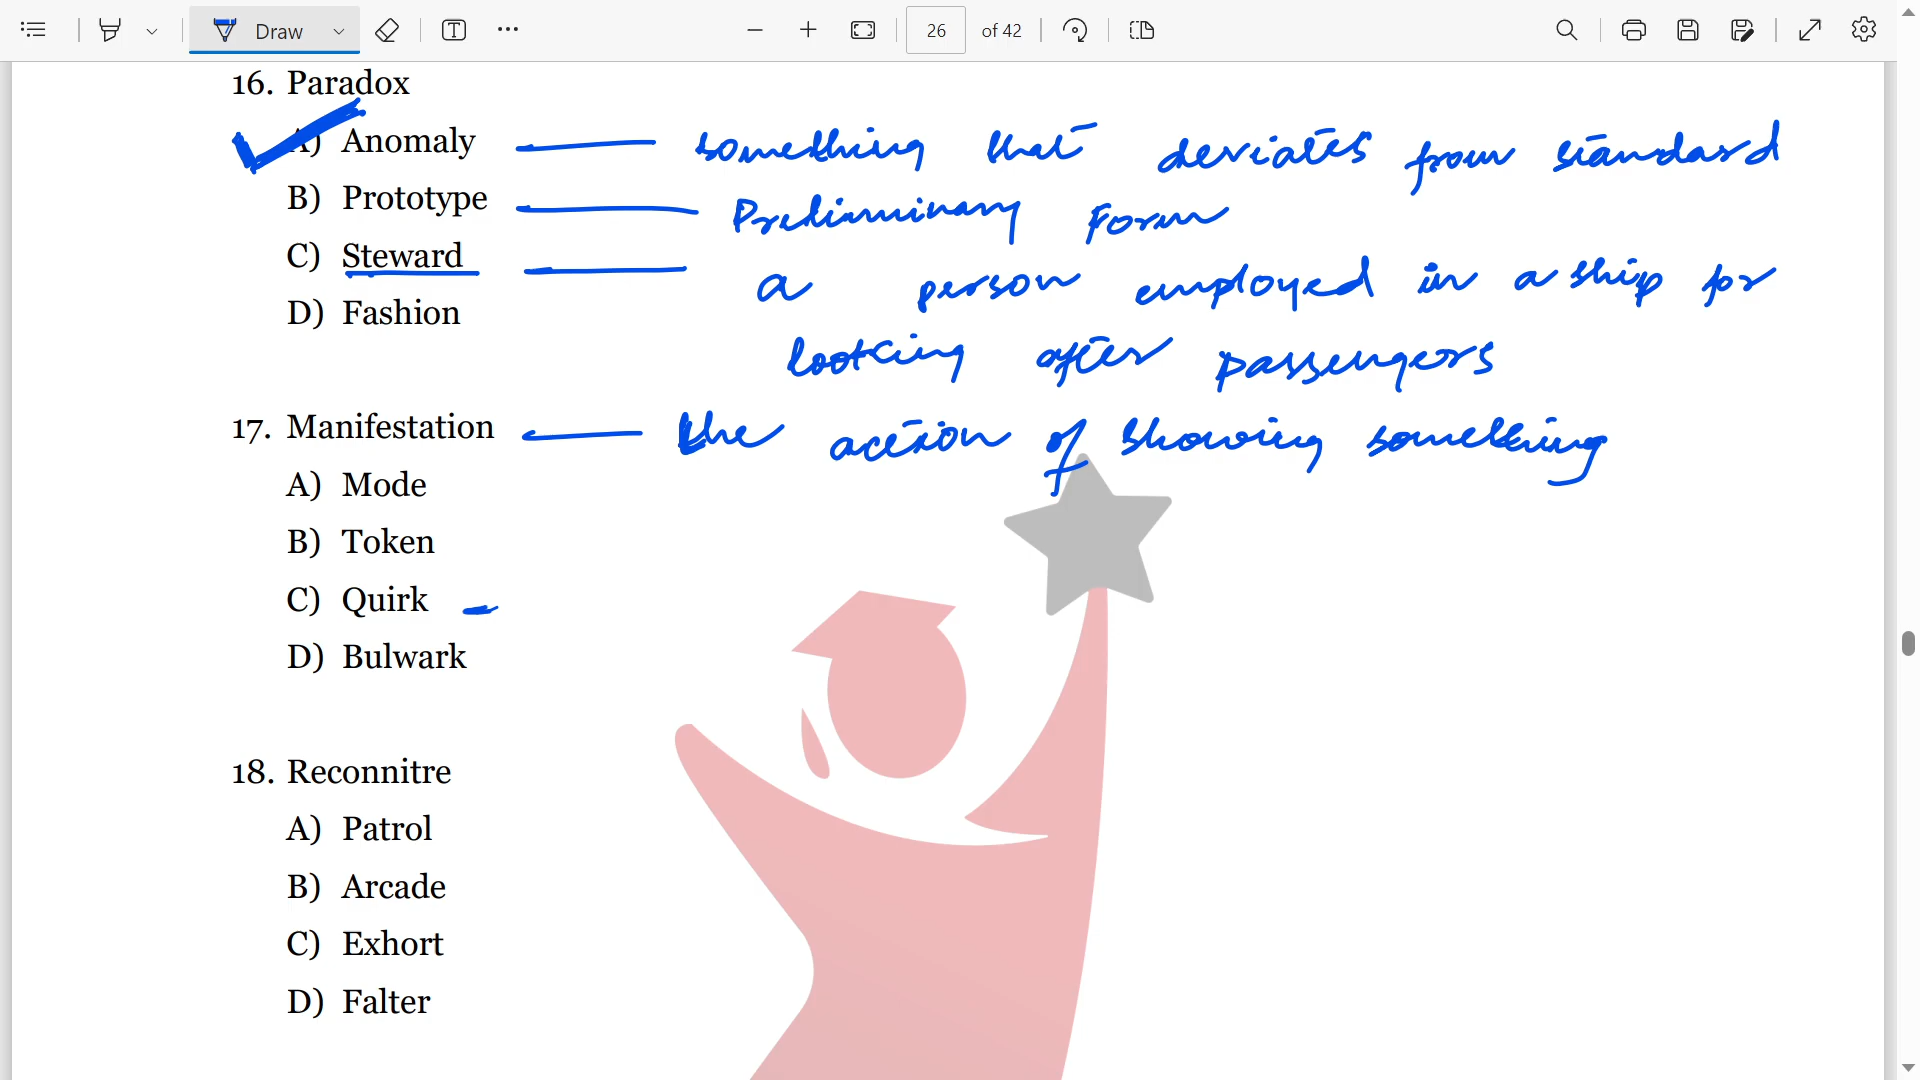 Draw
26 of 42
16. Paradox
A) Anomaly something that deviates from standard
B) Prototype Preliminary Form
C) Steward a person employed in a ship for
looking after passengers
D) Fashion
17. Manifestation the action of showing something
A) Mode
B) Token
C) Quirk
D) Bulwark
18. Reconnitre
A) Patrol
B) Arcade
C) Exhort
D) Falter